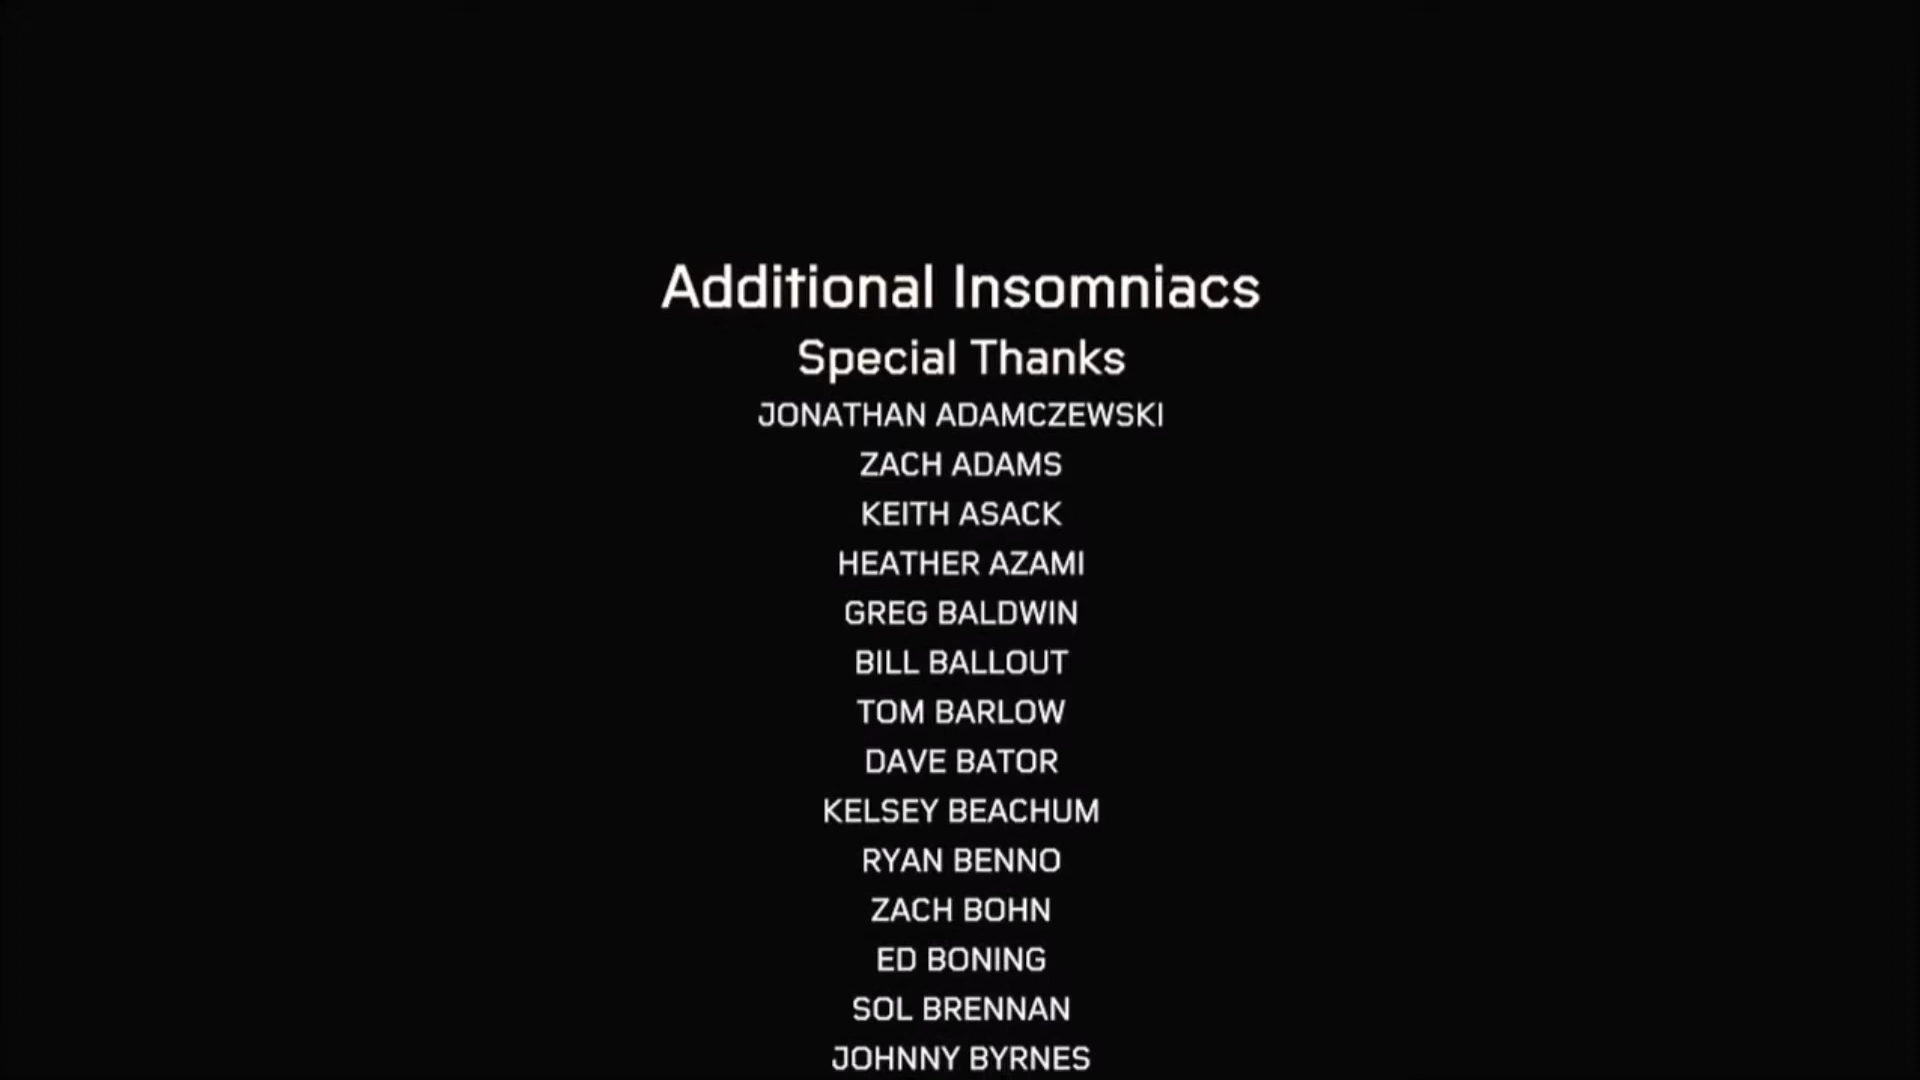 Additional Insomniacs
Special Thanks
JONATHAN ADAMCZEWSKI
ZACH ADAMS
KEITH ASACK
HEATHER AZAMI
GREG BALDWIN
BILL BALLOUT
TOM BARLOW
DAVE BATOR
KELSEY BEACHUM
RYAN BENNO
ZACH BOHN
ED BONING
SOL BRENNAN
JOHNNY BYRNES